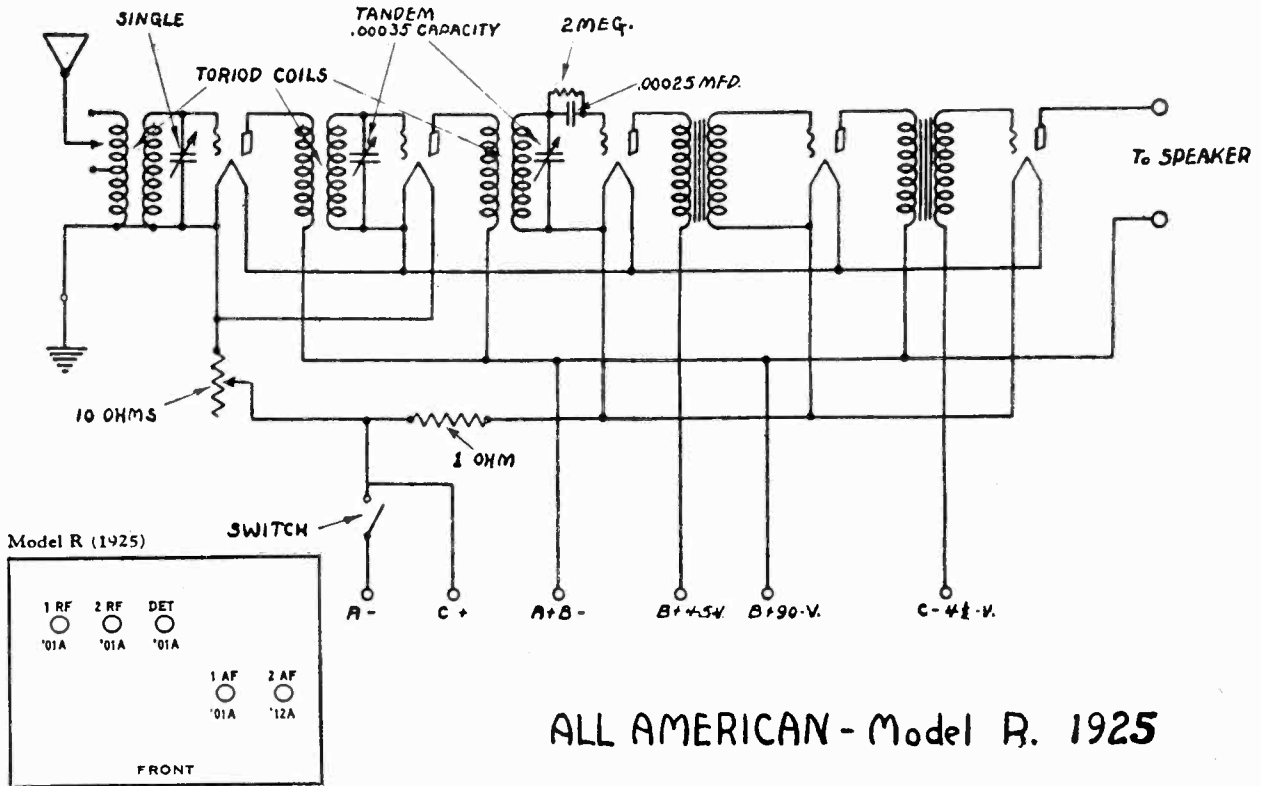 SINGLE
TANDEM
.00035 CAPACITY
2 MEG.
TORIOD COILS
.00025 MFD.
To SPEAKER
10 OHMS
1 OHM
SWITCH
A -
C +
A+B-
B+45V.
B+90-V.
C-4½-V.
Model R (1925)
1 RF 2 RF DET
'01A '01A '01A
1 AF 2 AF
'01A '12A
FRONT
ALL AMERICAN - Model R. 1925